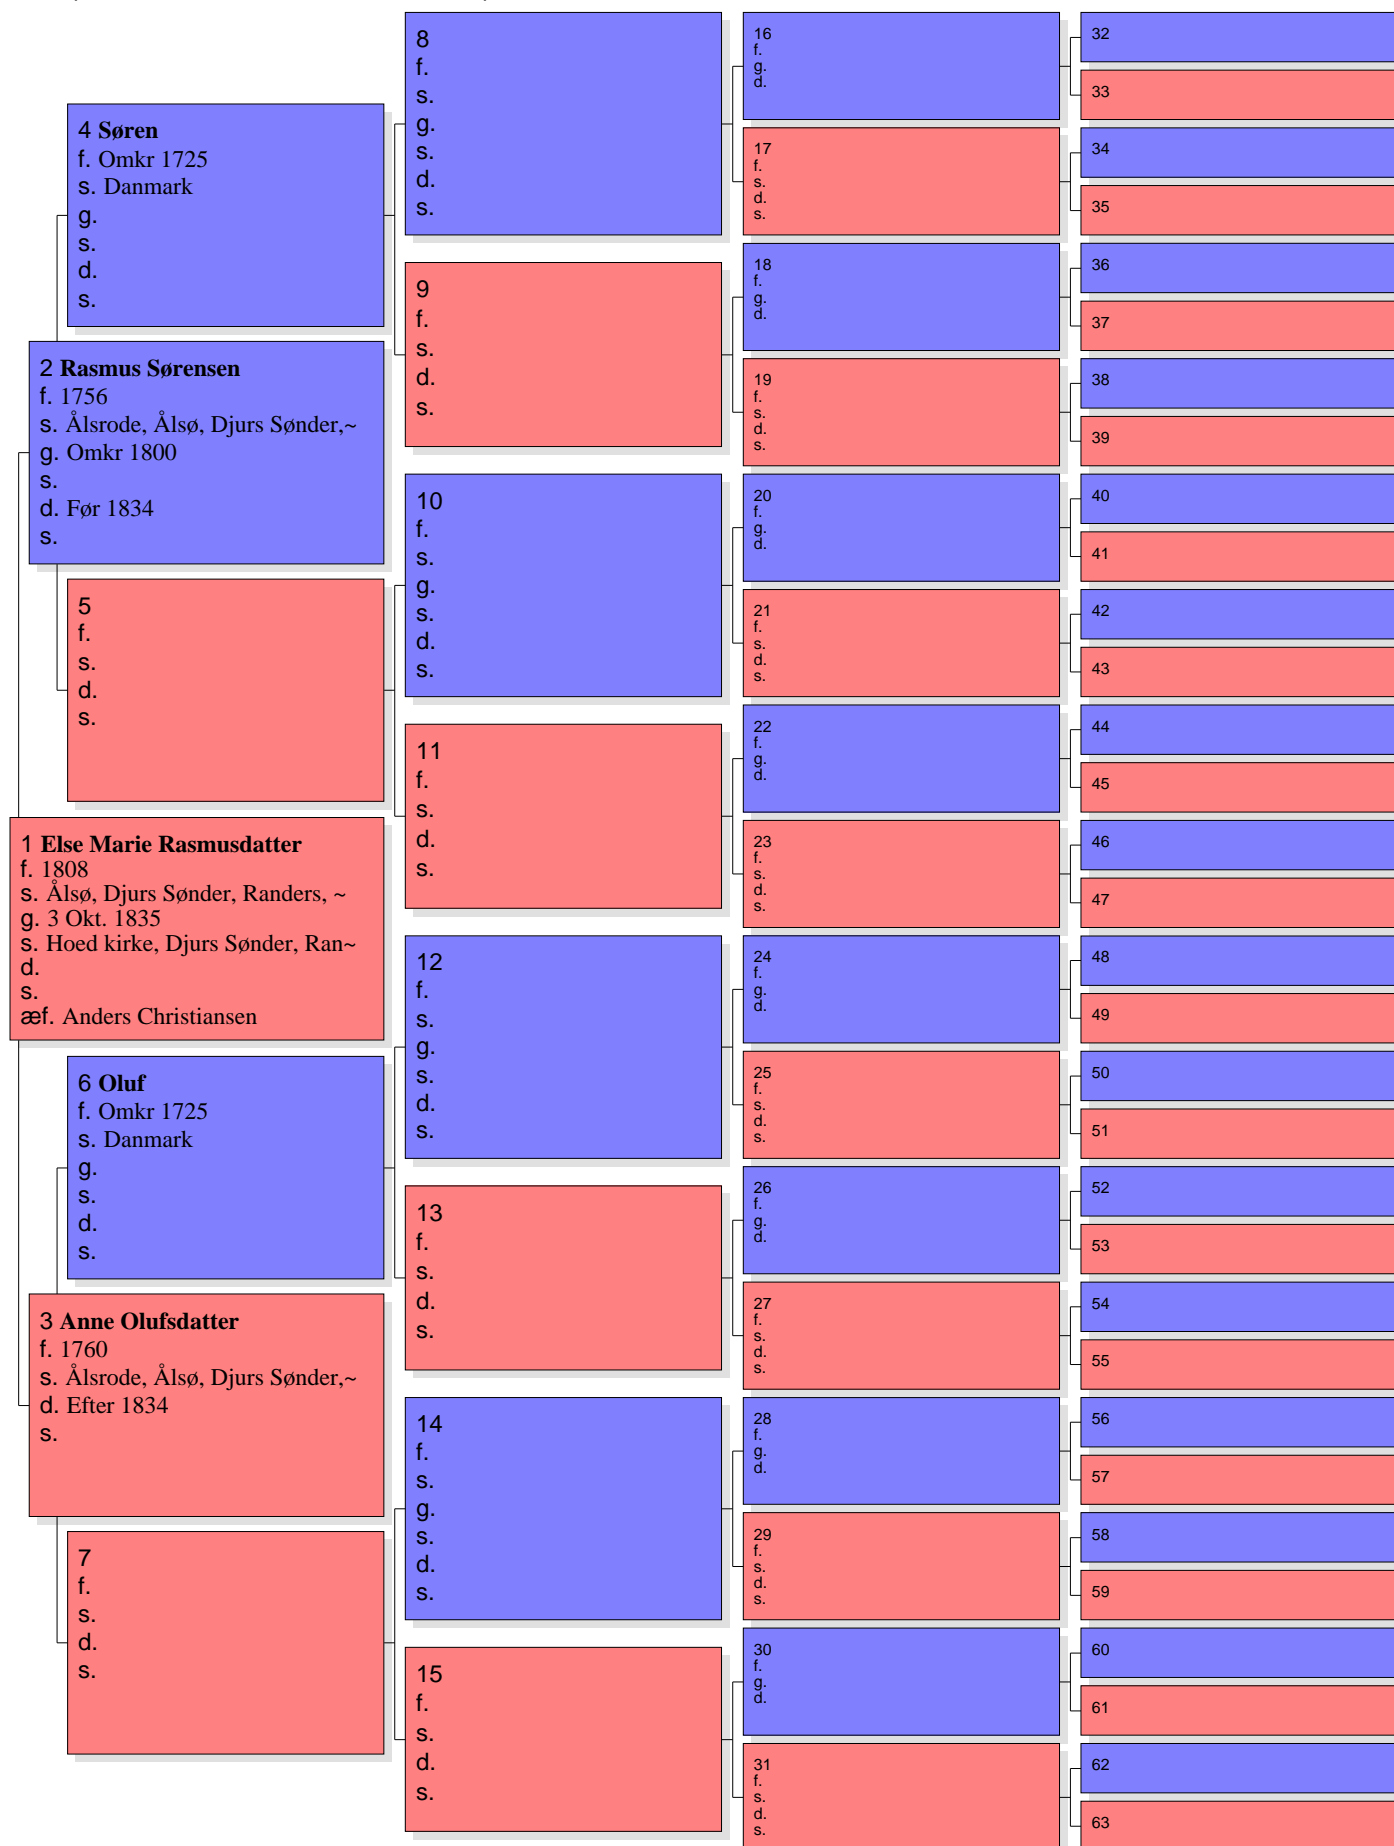 4 Søren
f. Omkr 1725
s. Danmark
g.
s.
d.
s.
2 Rasmus Sørensen
f. 1756
s. Ålsrode, Ålsø, Djurs Sønder,~
g. Omkr 1800
s.
d. Før 1834
s.
5
f.
s.
d.
s.
1 Else Marie Rasmusdatter
f. 1808
s. Ålsø, Djurs Sønder, Randers, ~
g. 3 Okt. 1835
s. Hoed kirke, Djurs Sønder, Ran~
d.
s.
æf. Anders Christiansen
6 Oluf
f. Omkr 1725
s. Danmark
g.
s.
d.
s.
3 Anne Olufsdatter
f. 1760
s. Ålsrode, Ålsø, Djurs Sønder,~
d. Efter 1834
s.
7
f.
s.
d.
s.
8
f.
s.
g.
s.
d.
s.
9
f.
s.
d.
s.
10
f.
s.
g.
s.
d.
s.
11
f.
s.
d.
s.
12
f.
s.
g.
s.
d.
s.
13
f.
s.
d.
s.
14
f.
s.
g.
s.
d.
s.
15
f.
s.
d.
s.
16
f.
g.
d.
17
f.
s.
d.
s.
18
f.
g.
d.
19
f.
s.
d.
s.
20
f.
g.
d.
21
f.
s.
d.
s.
22
f.
g.
d.
23
f.
s.
d.
s.
24
f.
g.
d.
25
f.
s.
d.
s.
26
f.
g.
d.
27
f.
s.
d.
s.
28
f.
g.
d.
29
f.
s.
d.
s.
30
f.
g.
d.
31
f.
s.
d.
s.
32
33
34
35
36
37
38
39
40
41
42
43
44
45
46
47
48
49
50
51
52
53
54
55
56
57
58
59
60
61
62
63